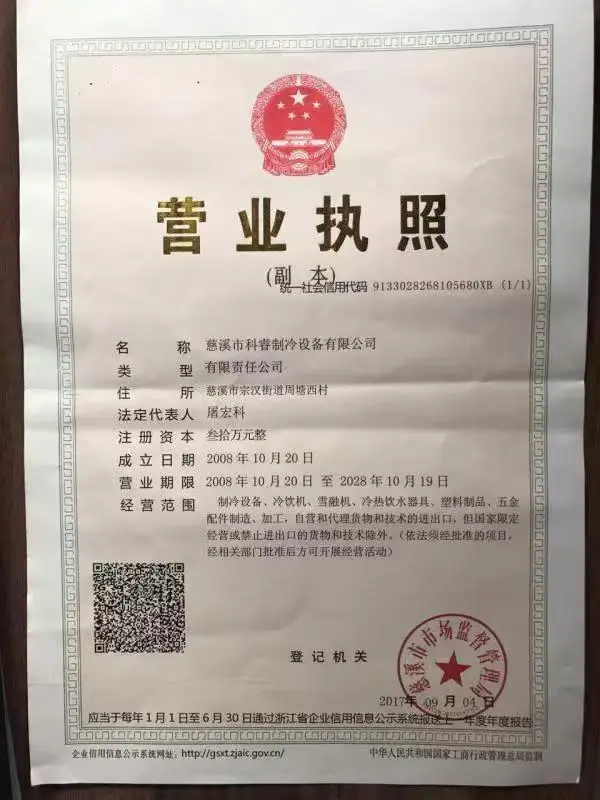 营业执照
(副 本)
统一社会信用代码 9133028268105680XB (1/1)
名称 慈溪市科睿制冷设备有限公司
类型 有限责任公司
住所 慈溪市宗汉街道周塘西村
法定代表人 屠宏科
注册资本 叁拾万元整
成立日期 2008年10月20日
营业期限 2008年10月20日 至 2028年10月19日
经营范围 制冷设备、冷饮机、雪融机、冷热饮水器具、塑料制品、五金
配件制造、加工,自营和代理货物和技术的进出口,但国家限定
经营或禁止进出口的货物和技术除外。(依法须经批准的项目,
经相关部门批准后方可开展经营活动)
登记机关
慈溪市市场监督管理局
2017年 09月 04日
应当于每年1月1日至6月30日通过浙江省企业信用信息公示系统报送上一年度年度报告
企业信用信息公示系统网址:http://gsxt.zjaic.gov.cn/
中华人民共和国国家工商行政管理总局监制